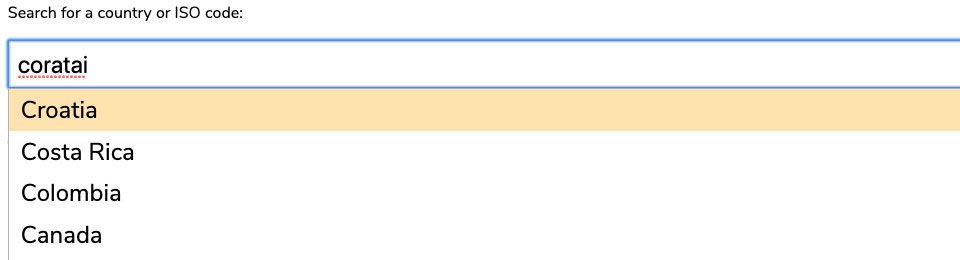 Search for a country or ISO code:
coratai
Croatia
Costa Rica
Colombia
Canada